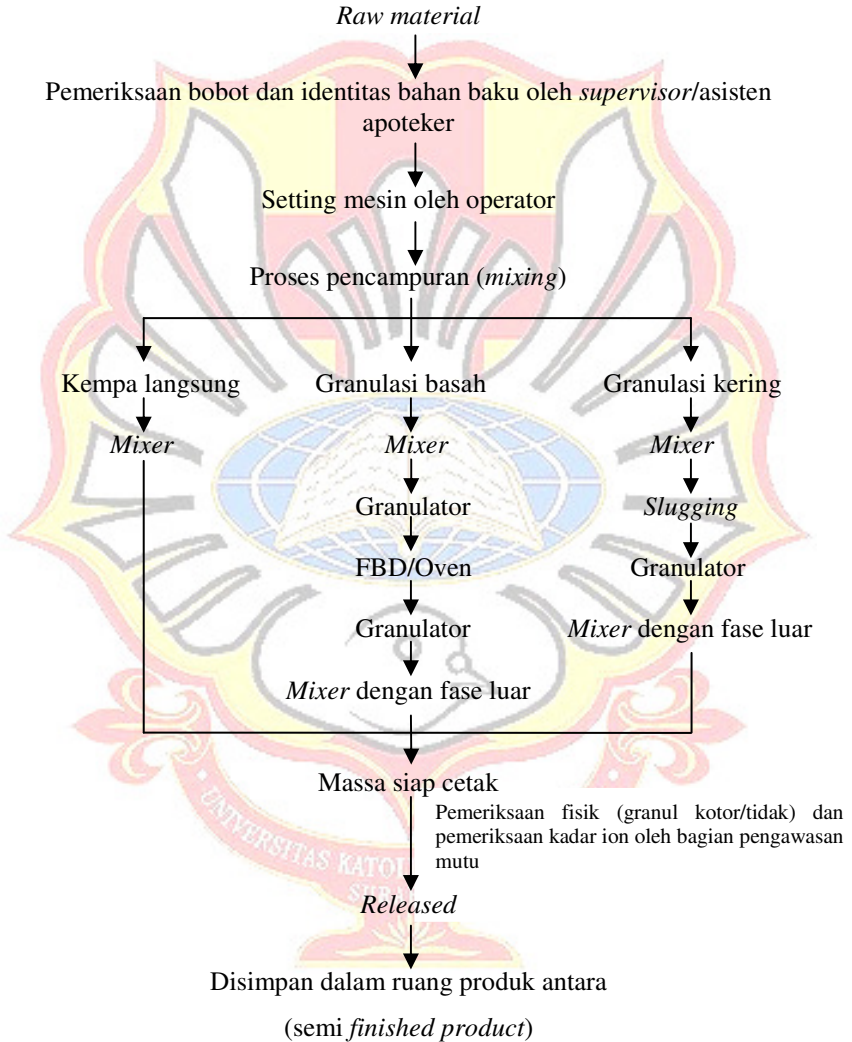 Raw material
Pemeriksaan bobot dan identitas bahan baku oleh supervisor/asisten
apoteker
Setting mesin oleh operator
Proses pencampuran (mixing)
Kempa langsung
Granulasi basah
Granulasi kering
Mixer
Mixer
Mixer
Granulator
Slugging
FBD/Oven
Granulator
Granulator
Mixer dengan fase luar
Mixer dengan fase luar
Massa siap cetak
Pemeriksaan fisik (granul kotor/tidak) dan
pemeriksaan kadar ion oleh bagian pengawasan
mutu
UNIVERSITAS KATOL
SURA
Released
Disimpan dalam ruang produk antara
(semi finished product)